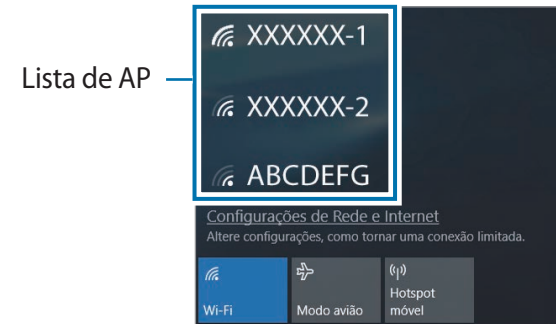 XXXXXX-1
Lista de AP
XXXXXX-2
ABCDEFG
Configurações de Rede e Internet
Altere configurações, como tornar uma conexão limitada.
Wi-Fi
Modo avião
Hotspot
móvel